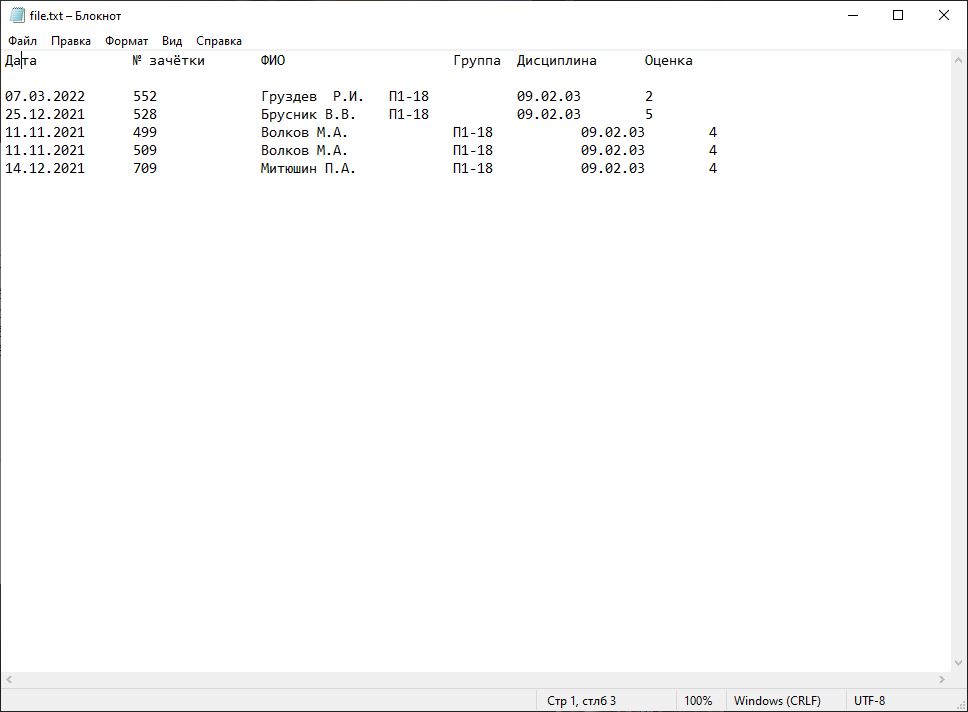 file.txt – Блокнот
Файл Правка Формат Вид Справка
Дата № зачётки ФИО Группа Дисциплина Оценка
07.03.2022 552 Груздев Р.И. П1-18 09.02.03 2
25.12.2021 528 Брусник В.В. П1-18 09.02.03 5
11.11.2021 499 Волков М.А. П1-18 09.02.03 4
11.11.2021 509 Волков М.А. П1-18 09.02.03 4
14.12.2021 709 Митюшин П.А. П1-18 09.02.03 4
Стр 1, стлб 3 100% Windows (CRLF) UTF-8